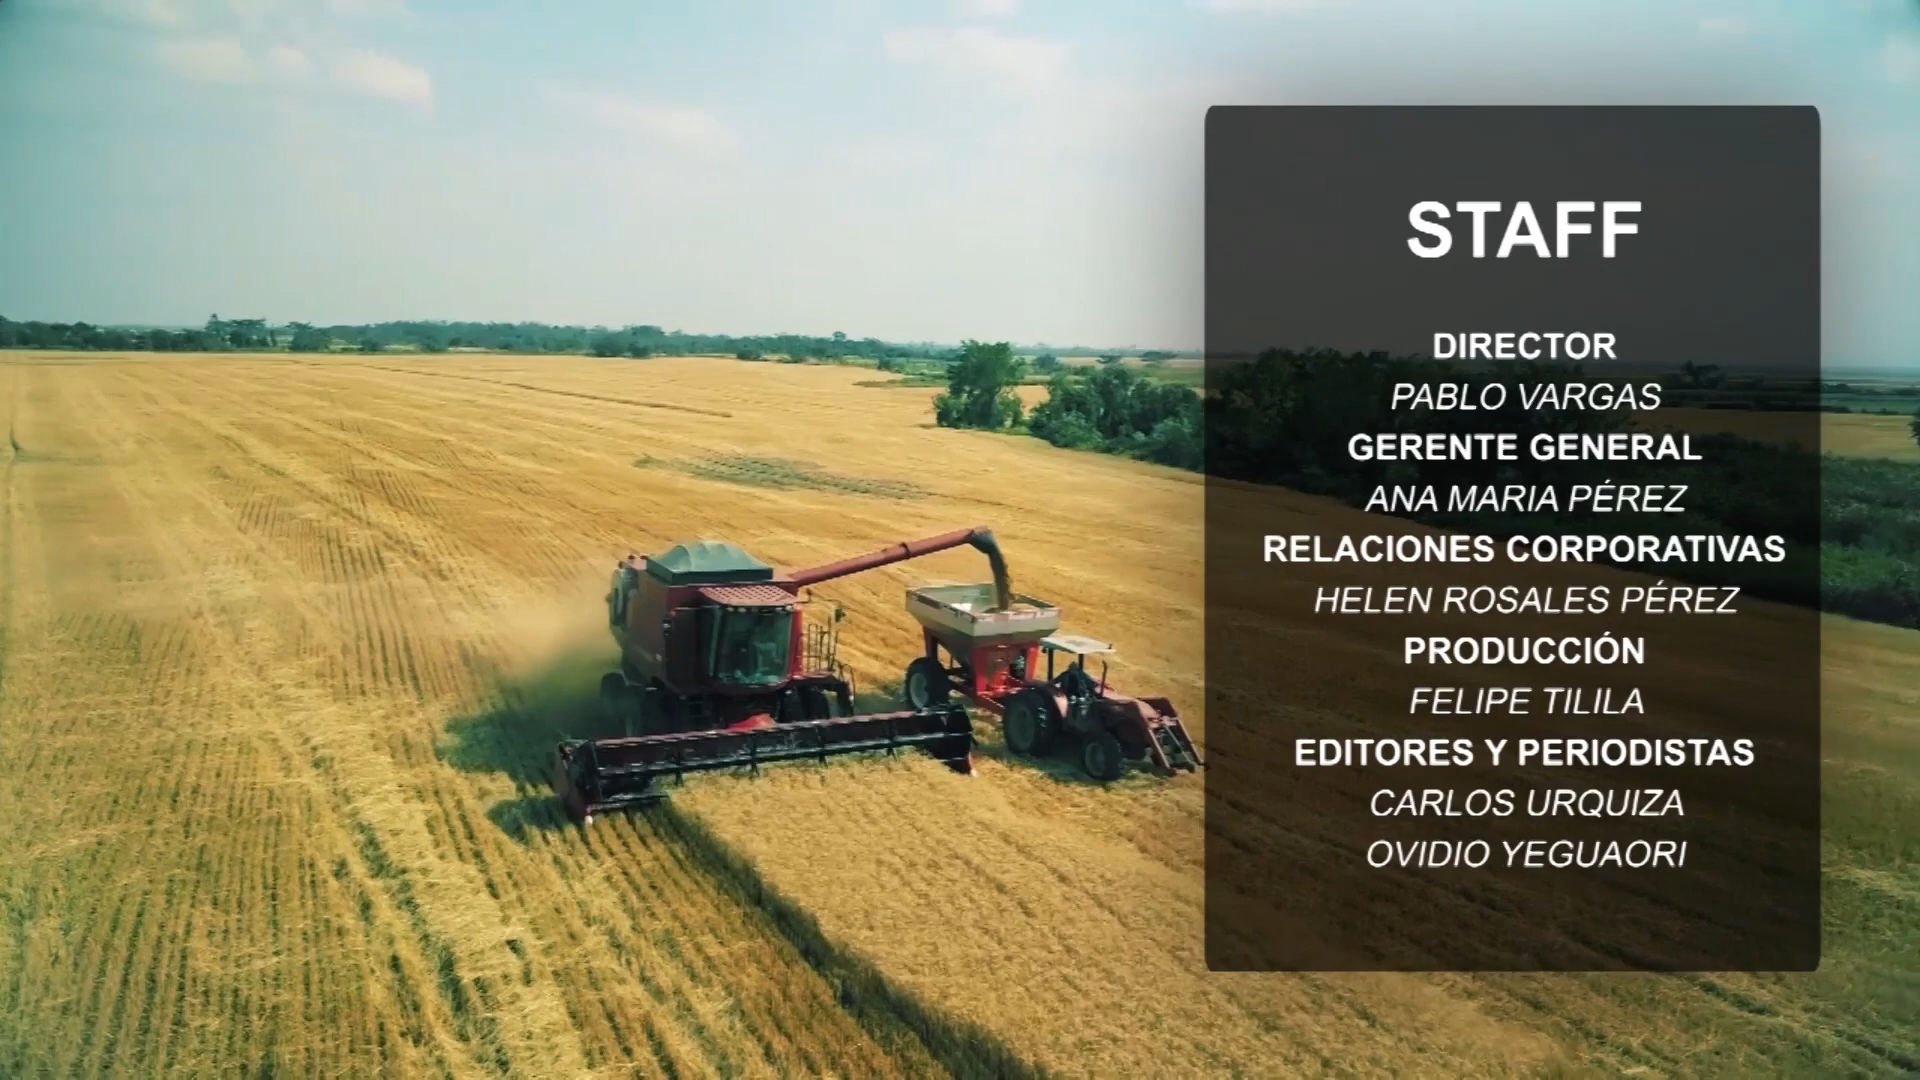 STAFF
DIRECTOR
PABLO VARGAS
GERENTE GENERAL
ANA MARIA PÉREZ
RELACIONES CORPORATIVAS
HELEN ROSALES PÉREZ
PRODUCCIÓN
FELIPE TILILA
EDITORES Y PERIODISTAS
CARLOS URQUIZA
OVIDIO YEGUAORI